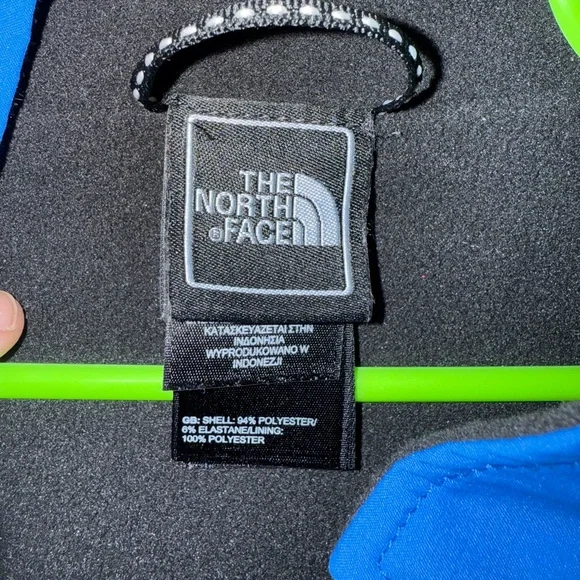 THE
NORTH
®FACE
ΚΑΤΑΣΚΕΥΑΖΕΤΑΙ ΣΤΗΝ
ΙΝΔΟΝΗΣΙΑ
WYPRODUKOWANO W
INDONEZJI
GB: SHELL: 94% POLYESTER/
6% ELASTANE/LINING:
100% POLYESTER